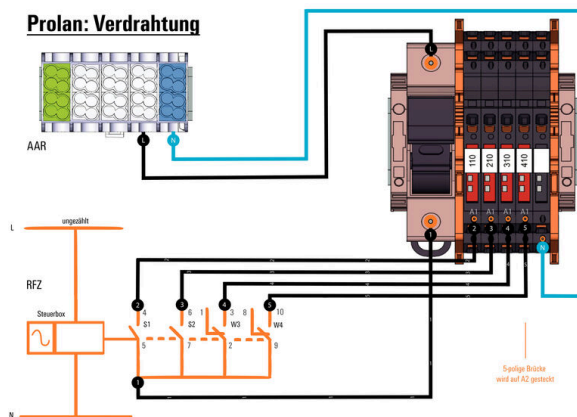 Prolan: Verdrahtung
AAR
L
N
L
110
210
310
410
A1
A1
A1
A1
1
2
3
4
5
N
L
ungezählt
RFZ
Steuerbox
2
3
4
5
4
6
1
3
8
10
S1
S2
W3
W4
5
7
2
9
1
N
5-polige Brücke
wird auf A2 gesteckt